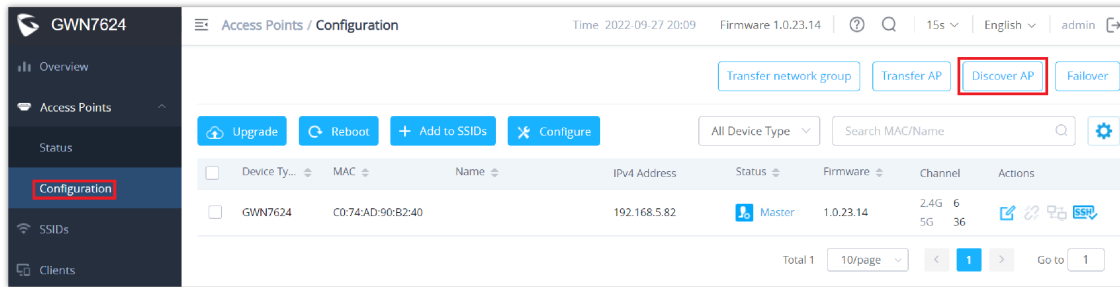 GWN7624
Access Points / Configuration
Time 2022-09-27 20:09
Firmware 1.0.23.14
15s
English
admin
Overview
Access Points
Status
Configuration
SSIDs
Clients
Transfer network group
Transfer AP
Discover AP
Failover
Upgrade
Reboot
Add to SSIDs
Configure
All Device Type
Search MAC/Name
Device Ty... MAC Name IPv4 Address Status Firmware Channel Actions
GWN7624 C0:74:AD:90:B2:40 192.168.5.82 Master 1.0.23.14 2.4G 6
5G 36
SSH
Total 1 10/page < 1 > Go to 1